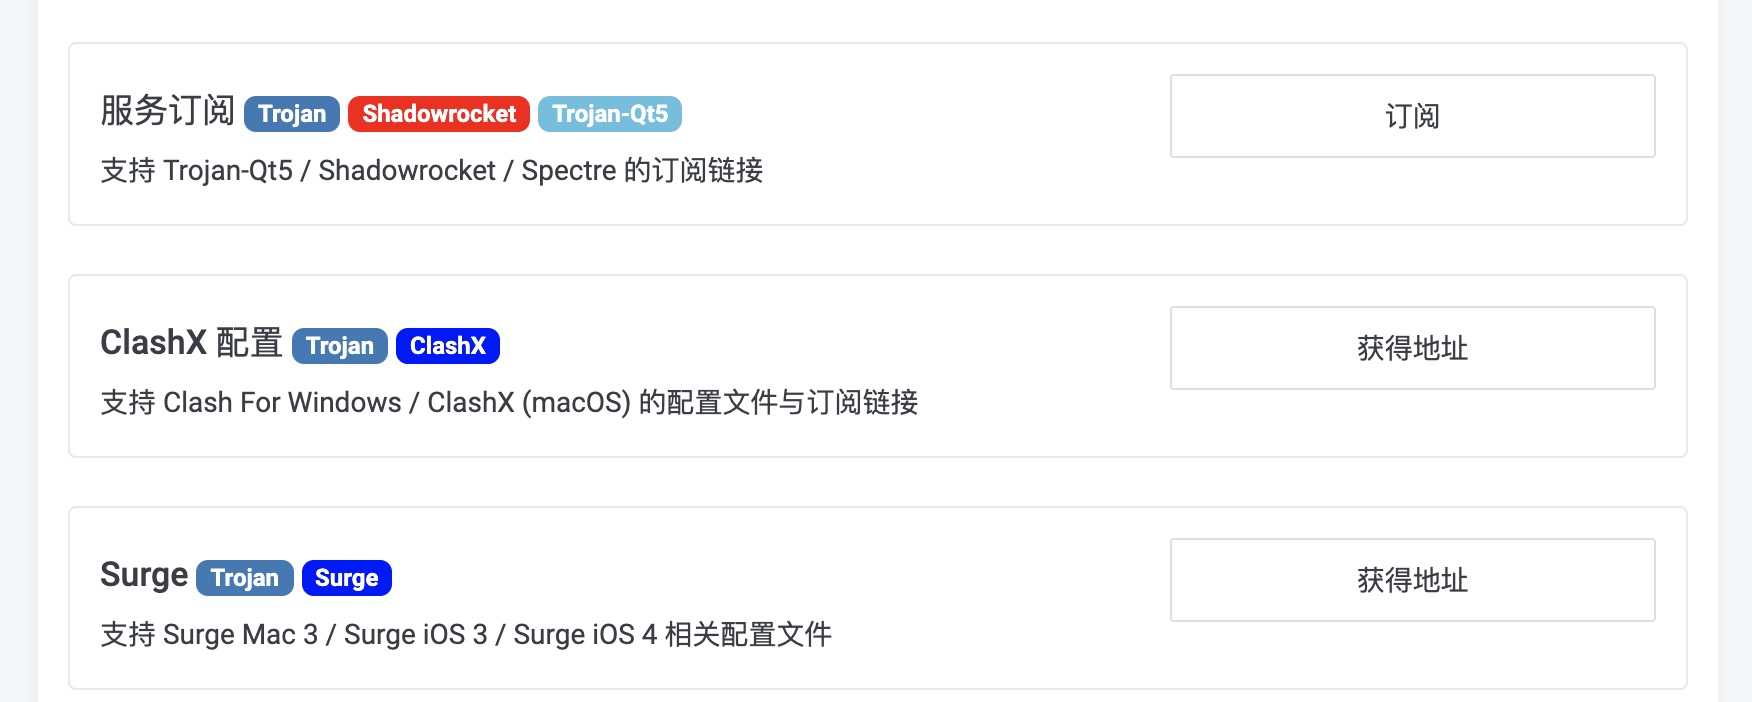 服务订阅 Trojan Shadowrocket Trojan-Qt5
订阅
支持 Trojan-Qt5 / Shadowrocket / Spectre 的订阅链接
ClashX 配置 Trojan ClashX
获得地址
支持 Clash For Windows / ClashX (macOS) 的配置文件与订阅链接
Surge Trojan Surge
获得地址
支持 Surge Mac 3 / Surge iOS 3 / Surge iOS 4 相关配置文件